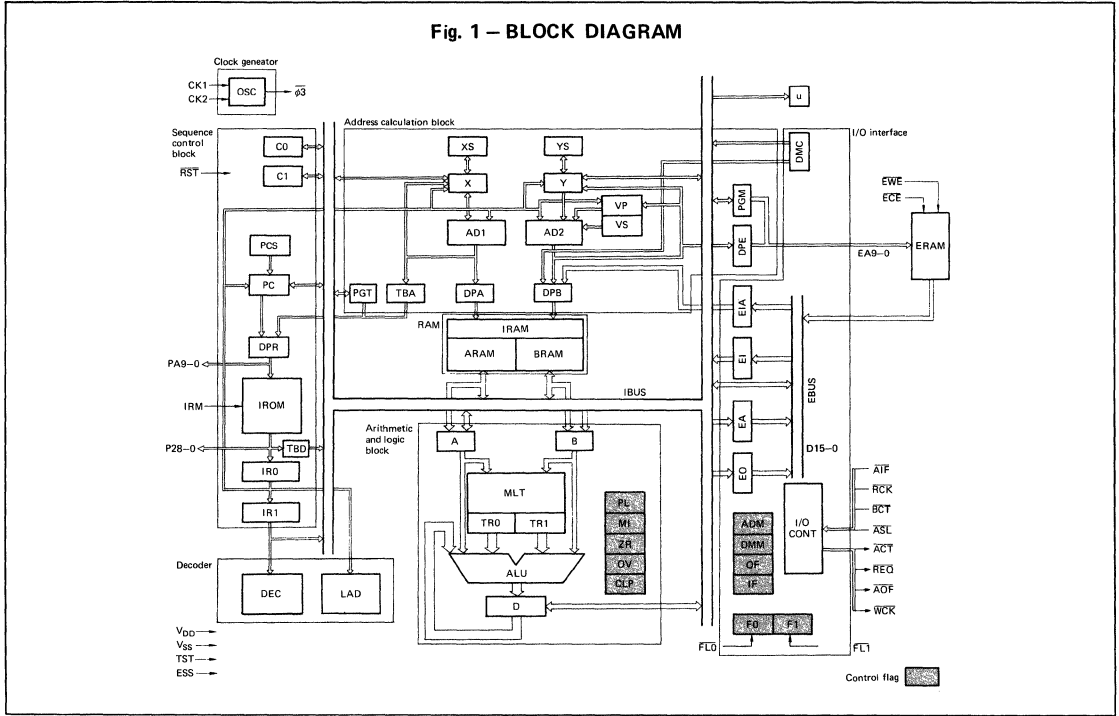 Fig. 1 – BLOCK DIAGRAM
Clock geneator
CK1
CK2
OSC
φ3
Sequence
control
block
RST
C0
C1
PCS
PC
DPR
PA9-0
IRM
IROM
P28-0
TBD
IR0
IR1
Decoder
DEC
LAD
VDD
VSS
TST
ESS
Address calculation block
XS
YS
X
Y
VP
VS
AD1
AD2
PGT
TBA
DPA
DPB
RAM
IRAM
ARAM
BRAM
IBUS
Arithmetic
and logic
block
A
B
MLT
TR0
TR1
ALU
D
PL
MI
ZR
OV
CLP
u
I/O interface
DMC
PGM
DPE
EWE
ECE
ERAM
EA9-0
EIA
EI
EA
EO
EBUS
D15-0
I/O
CONT
ADM
DMM
OF
IF
F0
F1
FL0
FL1
AIF
RCK
BCT
ASL
ACT
REQ
AOF
WCK
Control flag